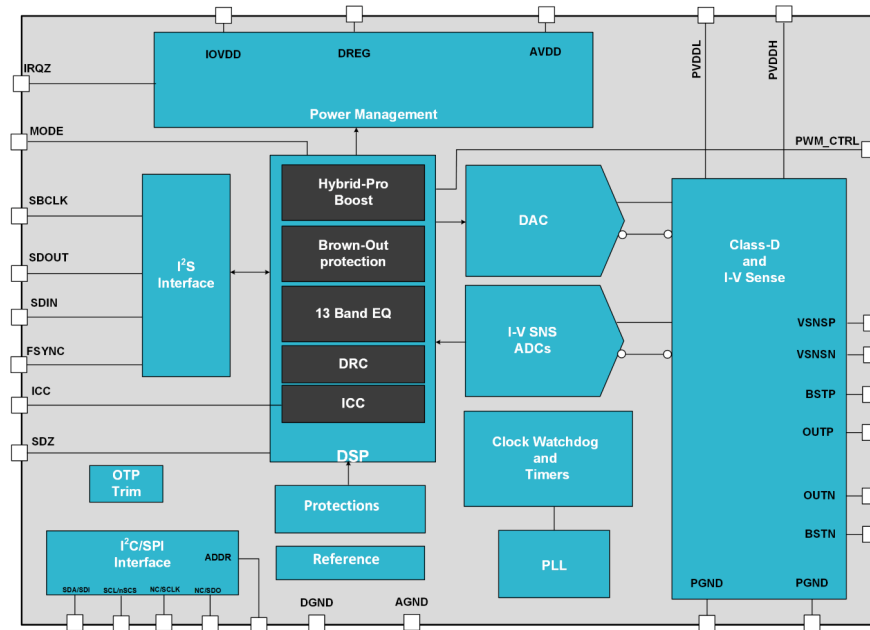 IOVDD
DREG
AVDD
Power Management
IRQZ
MODE
SBCLK
SDOUT
SDIN
FSYNC
ICC
SDZ
I²S
Interface
Hybrid-Pro
Boost
Brown-Out
protection
13 Band EQ
DRC
ICC
DSP
DAC
I-V SNS
ADCs
PVDDL
PVDDH
PWM_CTRL
Class-D
and
I-V Sense
VSNSP
VSNSN
BSTP
OUTP
OUTN
BSTN
PGND
PGND
Clock Watchdog
and
Timers
PLL
Protections
Reference
OTP
Trim
I²C/SPI
Interface
ADDR
SDA/SDI
SCL/nSCS
NC/SCLK
NC/SDO
DGND
AGND